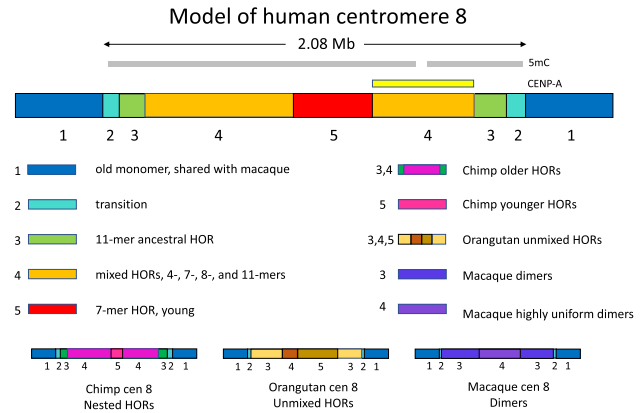 Model of human centromere 8
2.08 Mb
5mC
CENP-A
1 2 3 4 5 4 3 2 1
1 old monomer, shared with macaque
2 transition
3 11-mer ancestral HOR
4 mixed HORs, 4-, 7-, 8-, and 11-mers
5 7-mer HOR, young
3,4 Chimp older HORs
5 Chimp younger HORs
3,4,5 Orangutan unmixed HORs
3 Macaque dimers
4 Macaque highly uniform dimers
1 2 3 4 5 4 3 2 1
Chimp cen 8
Nested HORs
1 2 3 4 5 3 2 1
Orangutan cen 8
Unmixed HORs
1 2 3 4 3 2 1
Macaque cen 8
Dimers